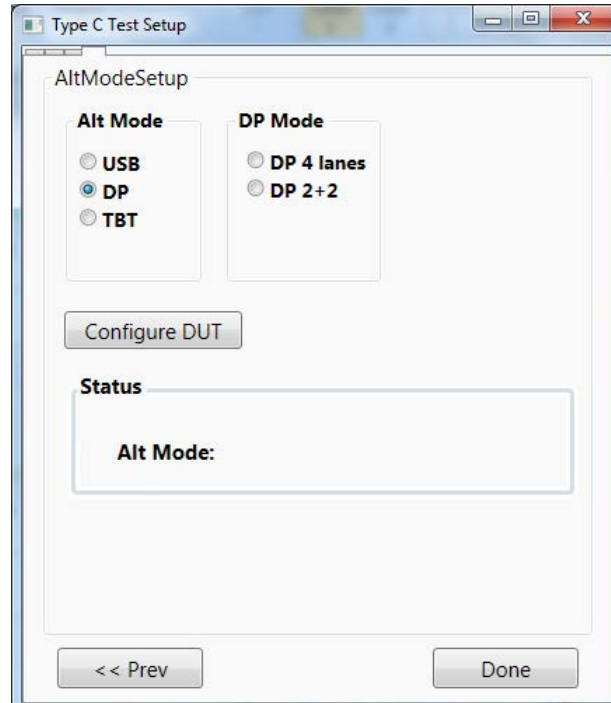 Type C Test Setup
AltModeSetup
Alt Mode
USB
DP
TBT
DP Mode
DP 4 lanes
DP 2+2
Configure DUT
Status
Alt Mode:
<< Prev
Done